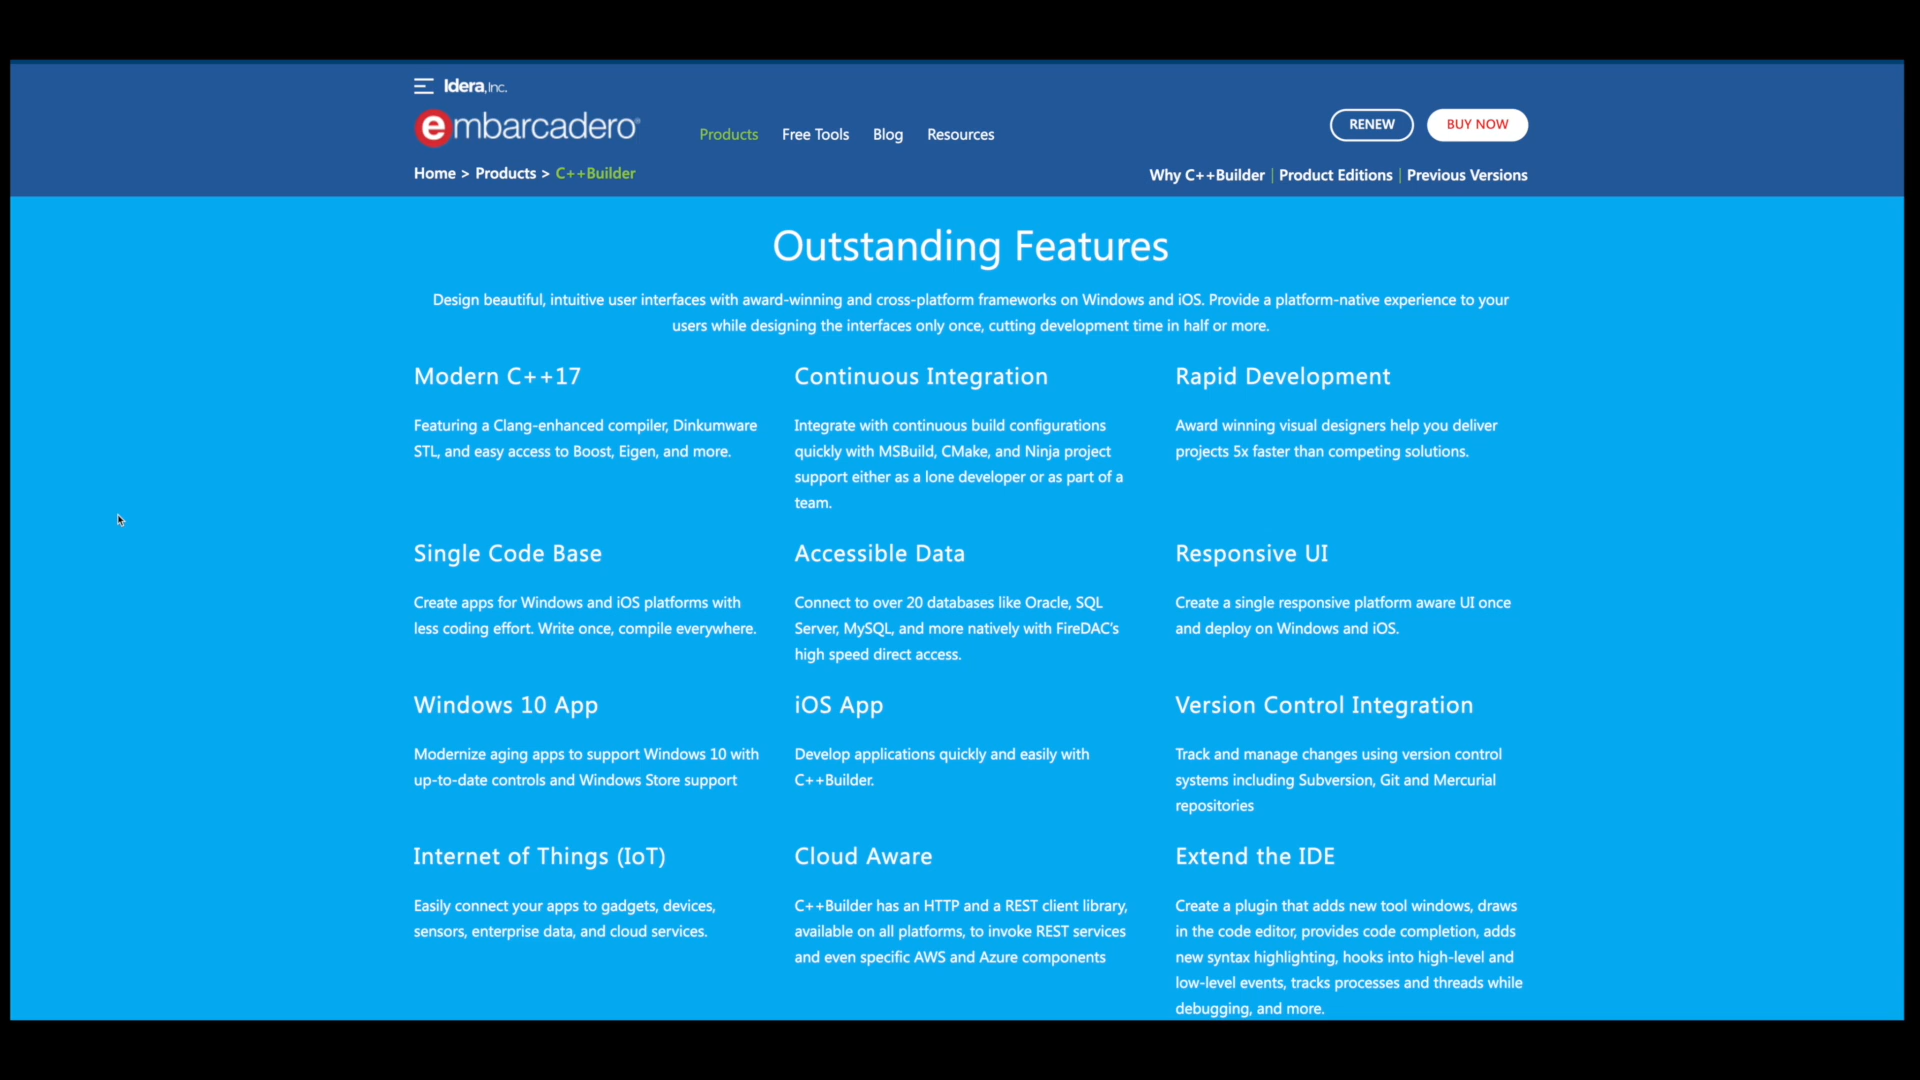 Idera, Inc.
embarcadero
Products Free Tools Blog Resources
RENEW
BUY NOW
Home > Products > C++Builder
Why C++Builder | Product Editions | Previous Versions
Outstanding Features
Design beautiful, intuitive user interfaces with award-winning and cross-platform frameworks on Windows and iOS. Provide a platform-native experience to your
users while designing the interfaces only once, cutting development time in half or more.
Modern C++17
Featuring a Clang-enhanced compiler, Dinkumware
STL, and easy access to Boost, Eigen, and more.
Continuous Integration
Integrate with continuous build configurations
quickly with MSBuild, CMake, and Ninja project
support either as a lone developer or as part of a
team.
Rapid Development
Award winning visual designers help you deliver
projects 5x faster than competing solutions.
Single Code Base
Create apps for Windows and iOS platforms with
less coding effort. Write once, compile everywhere.
Accessible Data
Connect to over 20 databases like Oracle, SQL
Server, MySQL, and more natively with FireDAC's
high speed direct access.
Responsive UI
Create a single responsive platform aware UI once
and deploy on Windows and iOS.
Windows 10 App
Modernize aging apps to support Windows 10 with
up-to-date controls and Windows Store support
iOS App
Develop applications quickly and easily with
C++Builder.
Version Control Integration
Track and manage changes using version control
systems including Subversion, Git and Mercurial
repositories
Internet of Things (IoT)
Easily connect your apps to gadgets, devices,
sensors, enterprise data, and cloud services.
Cloud Aware
C++Builder has an HTTP and a REST client library,
available on all platforms, to invoke REST services
and even specific AWS and Azure components
Extend the IDE
Create a plugin that adds new tool windows, draws
in the code editor, provides code completion, adds
new syntax highlighting, hooks into high-level and
low-level events, tracks processes and threads while
debugging, and more.